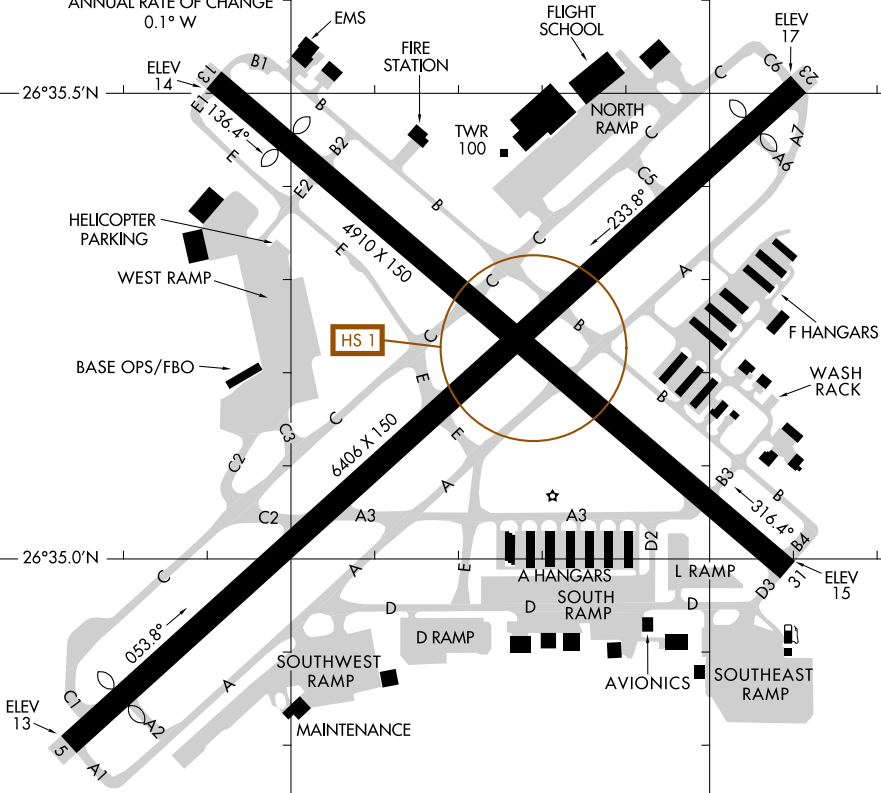 ANNUAL RATE OF CHANGE
0.1° W
EMS
FLIGHT
SCHOOL
ELEV
17
FIRE
STATION
ELEV
14
13
B1
C
C6
23
26°35.5'N
E1
B
NORTH
RAMP
136.4°
TWR
100
C
A7
E
B2
A6
E2
C5
B
233.8°
HELICOPTER
PARKING
4910 X 150
E
C
A
WEST RAMP
C
B
F HANGARS
HS 1
C
BASE OPS/FBO
E
WASH
RACK
B
C
C3
6406 X 150
E
C2
B3
A
B
316.4°
C2
A3
A3
D2
B4
26°35.0'N
A
E
A HANGARS
L RAMP
31
C
D3
ELEV
15
SOUTH
RAMP
D
D
D
053.8°
D RAMP
SOUTHWEST
RAMP
A
AVIONICS
SOUTHEAST
RAMP
C1
ELEV
13
A2
MAINTENANCE
5
A1